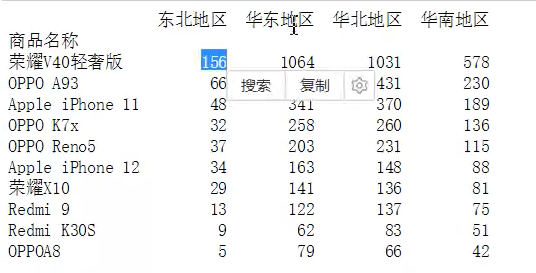 东北地区 华东地区 华北地区 华南地区
商品名称
荣耀V40轻奢版 156 1064 1031 578
OPPO A93 66 431 230
搜索 复制
Apple iPhone 11 48 341 370 189
OPPO K7x 32 258 260 136
OPPO Reno5 37 203 231 115
Apple iPhone 12 34 163 148 88
荣耀X10 29 141 136 81
Redmi 9 13 122 137 75
Redmi K30S 9 62 83 51
OPPOA8 5 79 66 42